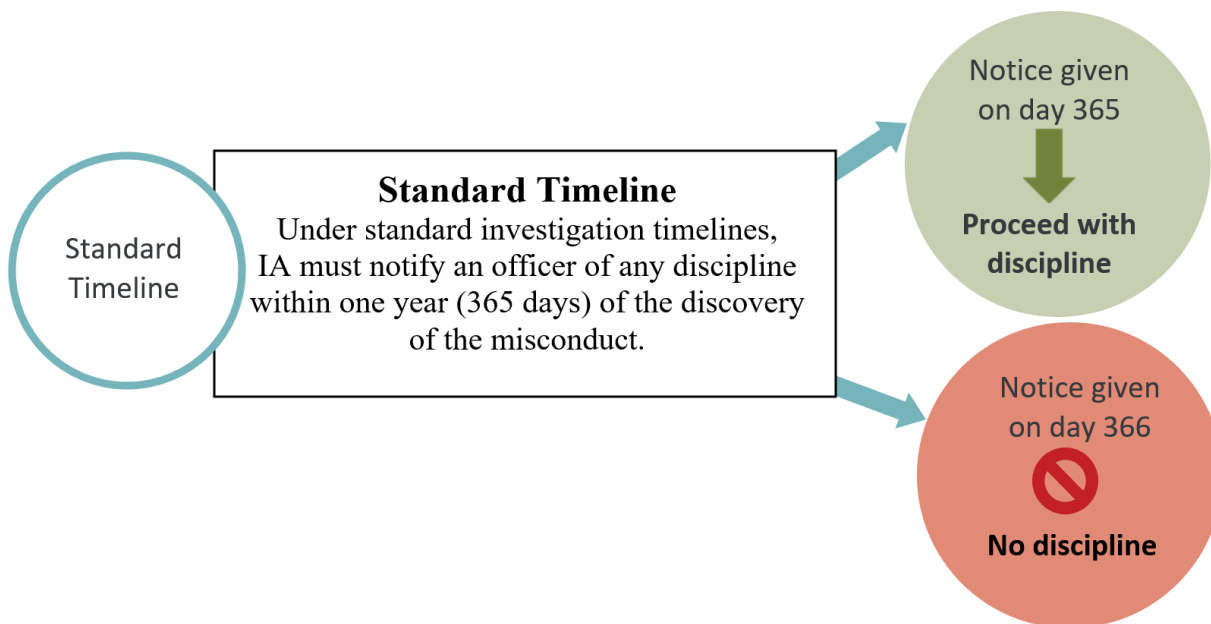 Standard
Timeline
Standard Timeline
Under standard investigation timelines,
IA must notify an officer of any discipline
within one year (365 days) of the discovery
of the misconduct.
Notice given
on day 365
Proceed with
discipline
Notice given
on day 366
No discipline